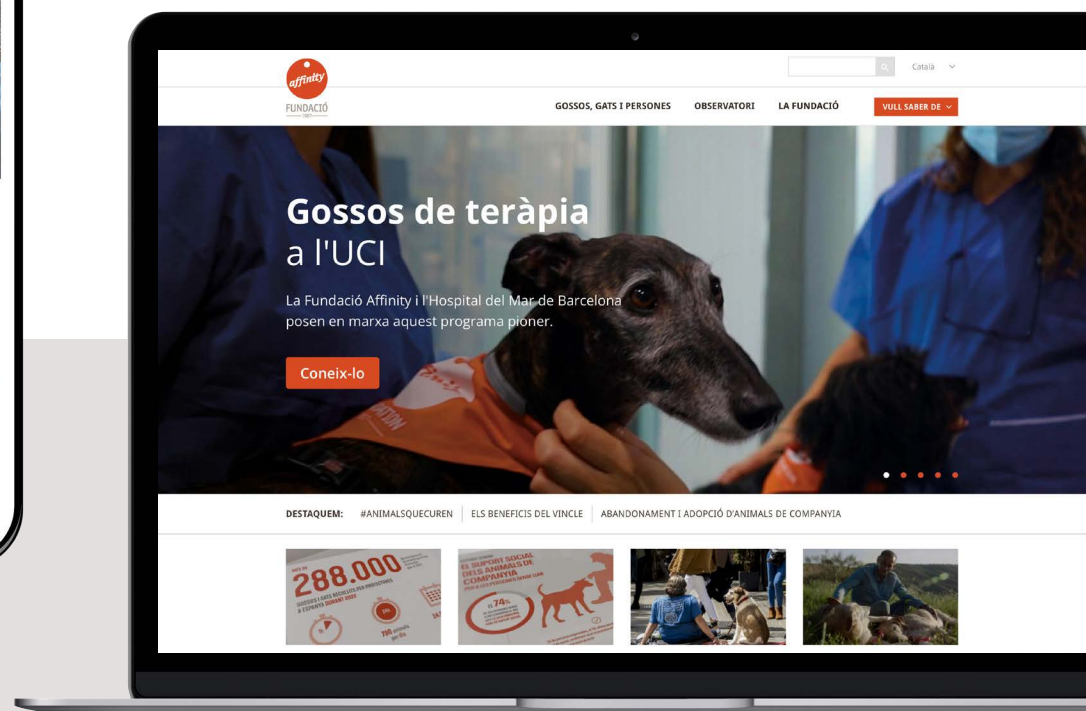 affinity
FUNDACIÓ
Català
GOSSOS, GATS I PERSONES
OBSERVATORI
LA FUNDACIÓ
VULL SABER DE
Gossos de teràpia
a l'UCI
La Fundació Affinity i l'Hospital del Mar de Barcelona
posen en marxa aquest programa pioner.
Coneix-lo
DESTAQUEM:
#ANIMALSQUECUREN
ELS BENEFICIS DEL VINCLE
ABANDONAMENT I ADOPCIÓ D'ANIMALS DE COMPANYIA
288.000
EL SUPORT SOCIAL
DELS ANIMALS DE
COMPANYIA
74%